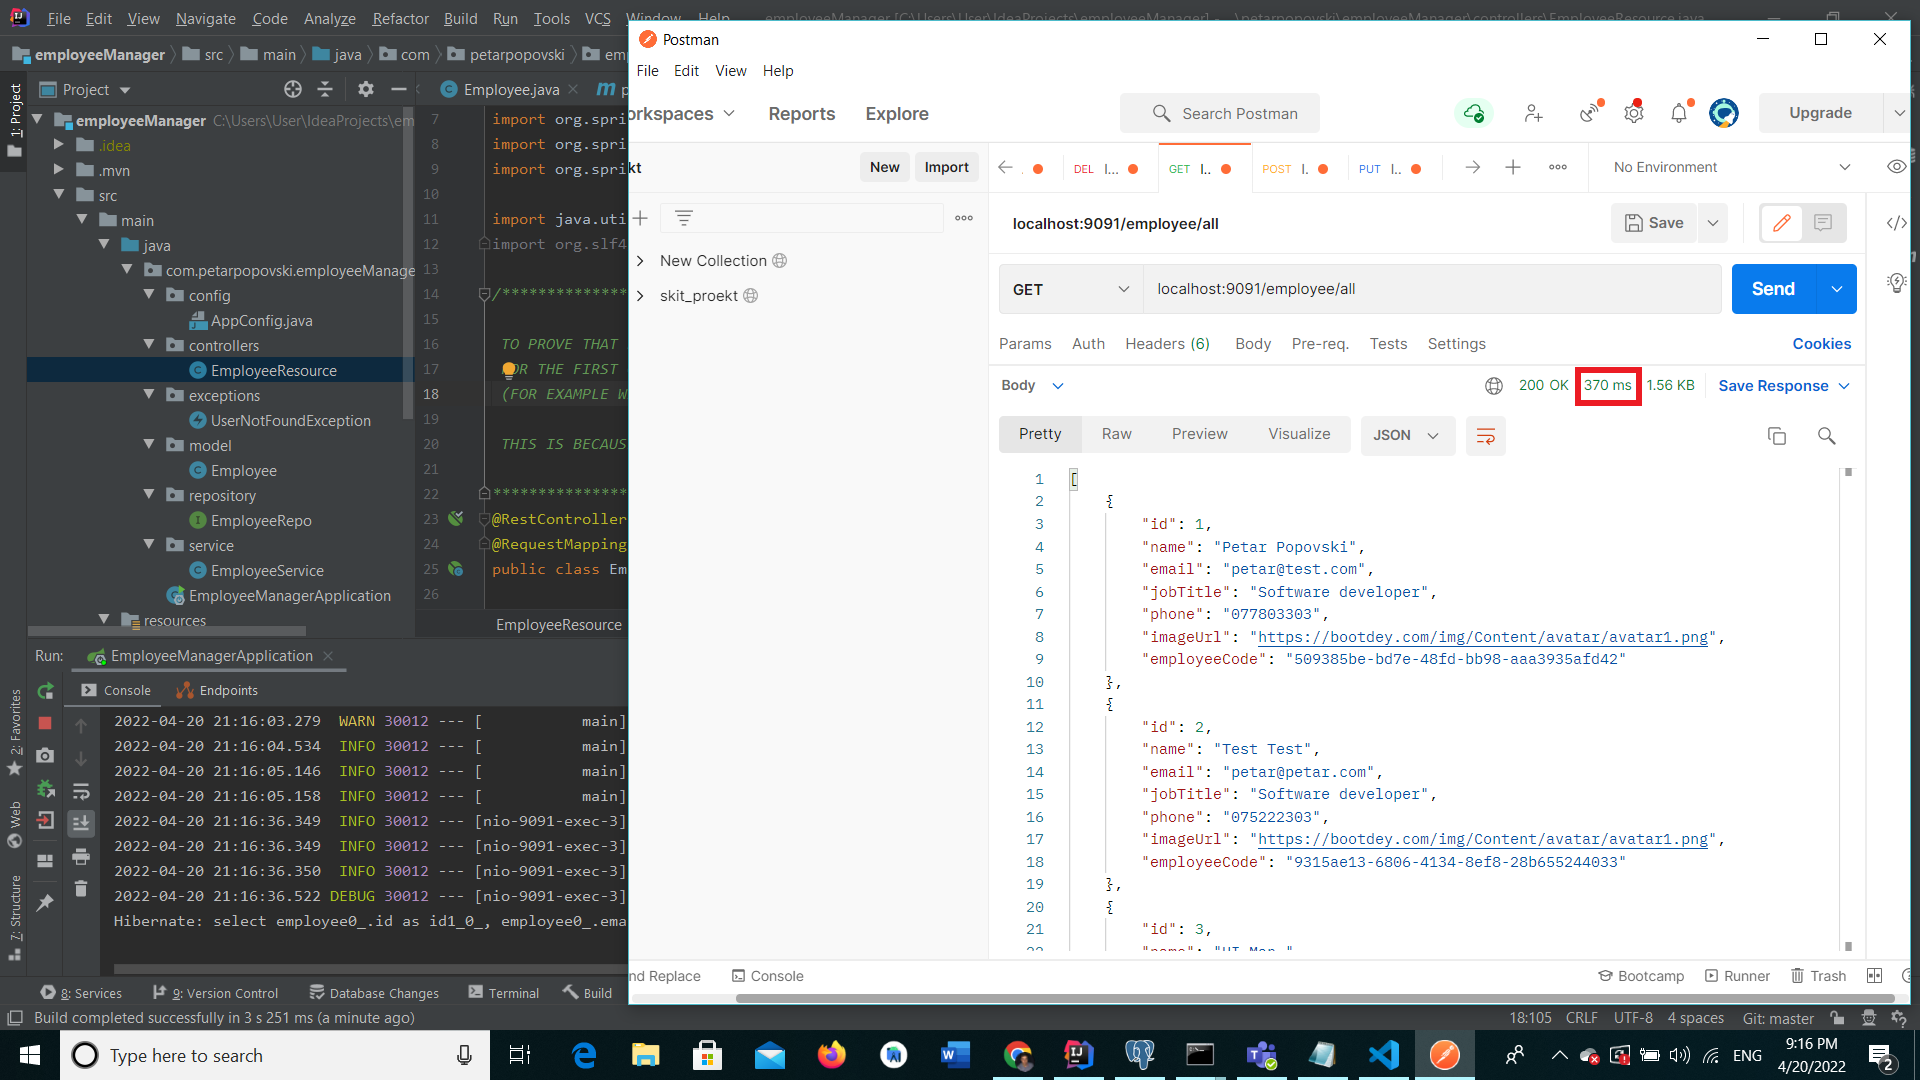 File Edit View Navigate Code Analyze Refactor Build Run Tools VCS Window Help employeeManager [C:\Users\User\IdeaProjects\employeeManager] - ...\petarpopovski\employeeManager\controllers\EmployeeResource.java
employeeManager src main java com petarpopovski em
1: Project
2: Favorites
Web
7: Structure
Project
employeeManager C:\Users\User\IdeaProjects\em
.idea
.mvn
src
main
java
com.petarpopovski.employeeManage
config
AppConfig.java
controllers
EmployeeResource
exceptions
UserNotFoundException
model
Employee
repository
EmployeeRepo
service
EmployeeService
EmployeeManagerApplication
resources
Employee.java p
7 import org.spri
8 import org.spri
9 import org.spri
10
11 import java.uti
12 import org.slf4
13
14 /**************
15
16 TO PROVE THAT
17 FOR THE FIRST
18 (FOR EXAMPLE W
19
20 THIS IS BECAUS
21
22 ***************
23 @RestController
24 @RequestMapping
25 public class Em
26
EmployeeResource
Run: EmployeeManagerApplication
Console Endpoints
2022-04-20 21:16:03.279 WARN 30012 --- [ main]
2022-04-20 21:16:04.534 INFO 30012 --- [ main]
2022-04-20 21:16:05.146 INFO 30012 --- [ main]
2022-04-20 21:16:05.158 INFO 30012 --- [ main]
2022-04-20 21:16:36.349 INFO 30012 --- [nio-9091-exec-3]
2022-04-20 21:16:36.349 INFO 30012 --- [nio-9091-exec-3]
2022-04-20 21:16:36.350 INFO 30012 --- [nio-9091-exec-3]
2022-04-20 21:16:36.522 DEBUG 30012 --- [nio-9091-exec-3]
Hibernate: select employee0_.id as id1_0_, employee0_.ema
8: Services 9: Version Control Database Changes Terminal Build
Build completed successfully in 3 s 251 ms (a minute ago)
Postman
File Edit View Help
orkspaces Reports Explore Search Postman Upgrade
kt New Import
DEL I... GET I.. POST I. PUT I.. No Environment
New Collection
skit_proekt
localhost:9091/employee/all Save
GET localhost:9091/employee/all Send
Params Auth Headers (6) Body Pre-req. Tests Settings Cookies
Body 200 OK 370 ms 1.56 KB Save Response
Pretty Raw Preview Visualize JSON
1 [
2 {
3 "id": 1,
4 "name": "Petar Popovski",
5 "email": "petar@test.com",
6 "jobTitle": "Software developer",
7 "phone": "077803303",
8 "imageUrl": "https://bootdey.com/img/Content/avatar/avatar1.png",
9 "employeeCode": "509385be-bd7e-48fd-bb98-aaa3935afd42"
10 },
11 {
12 "id": 2,
13 "name": "Test Test",
14 "email": "petar@petar.com",
15 "jobTitle": "Software developer",
16 "phone": "075222303",
17 "imageUrl": "https://bootdey.com/img/Content/avatar/avatar1.png",
18 "employeeCode": "9315ae13-6806-4134-8ef8-28b655244033"
19 },
20 {
21 "id": 3,
22 "name":
nd Replace Console Bootcamp Runner Trash
18:105 CRLF UTF-8 4 spaces Git: master
Type here to search
ENG
9:16 PM
4/20/2022
2